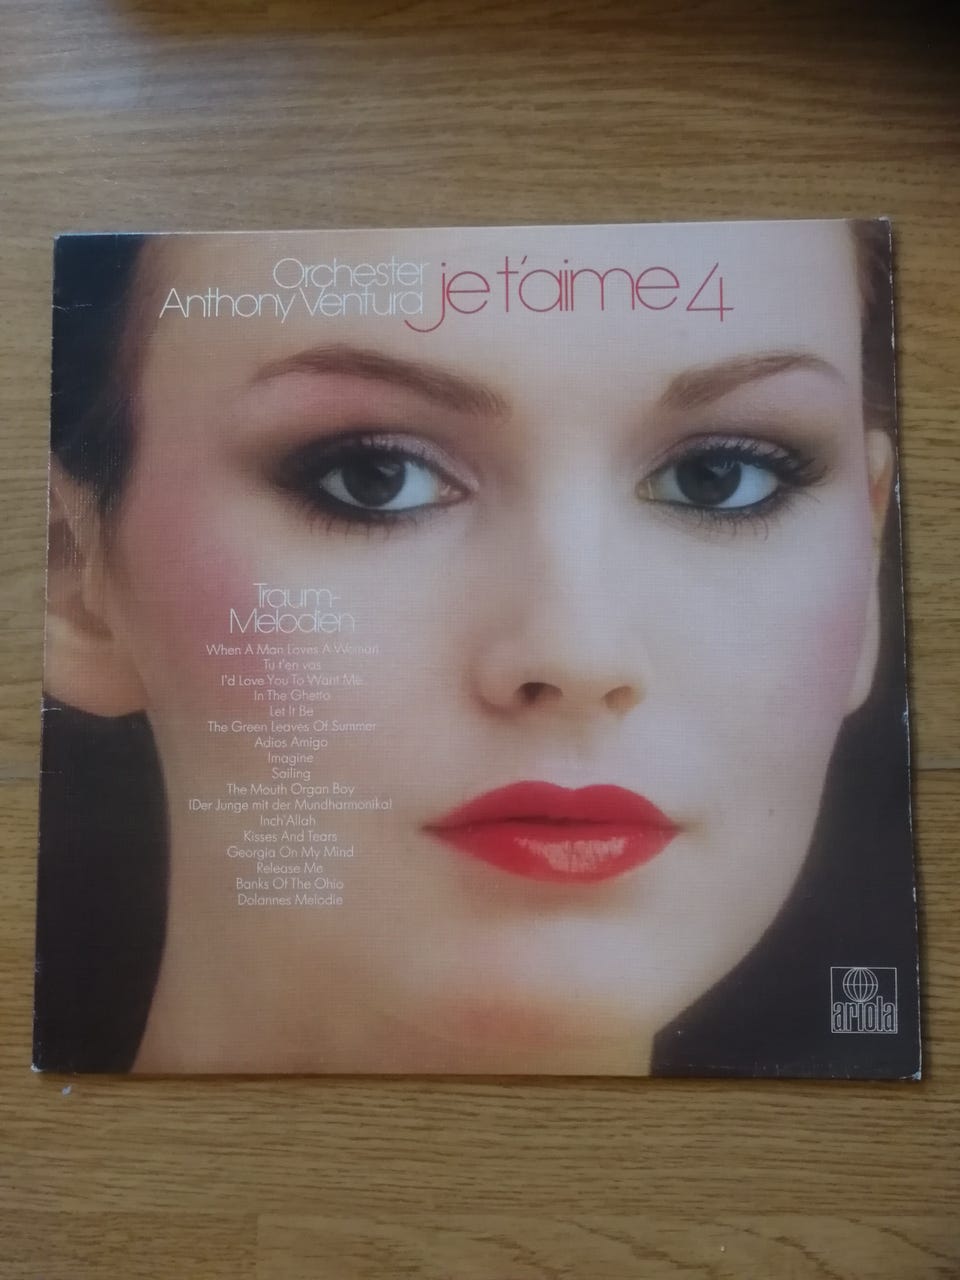 Orchester
Anthony Ventura
je t'aime 4
Traum-
Melodien
When A Man Loves A Woman
Tu t'en vas
I'd Love You To Want Me
In The Ghetto
Let It Be
The Green Leaves Of Summer
Adios Amigo
Imagine
Sailing
The Mouth Organ Boy
(Der Junge mit der Mundharmonika)
Inch'Allah
Kisses And Tears
Georgia On My Mind
Release Me
Banks Of The Ohio
Dolannes Melodie
ariola